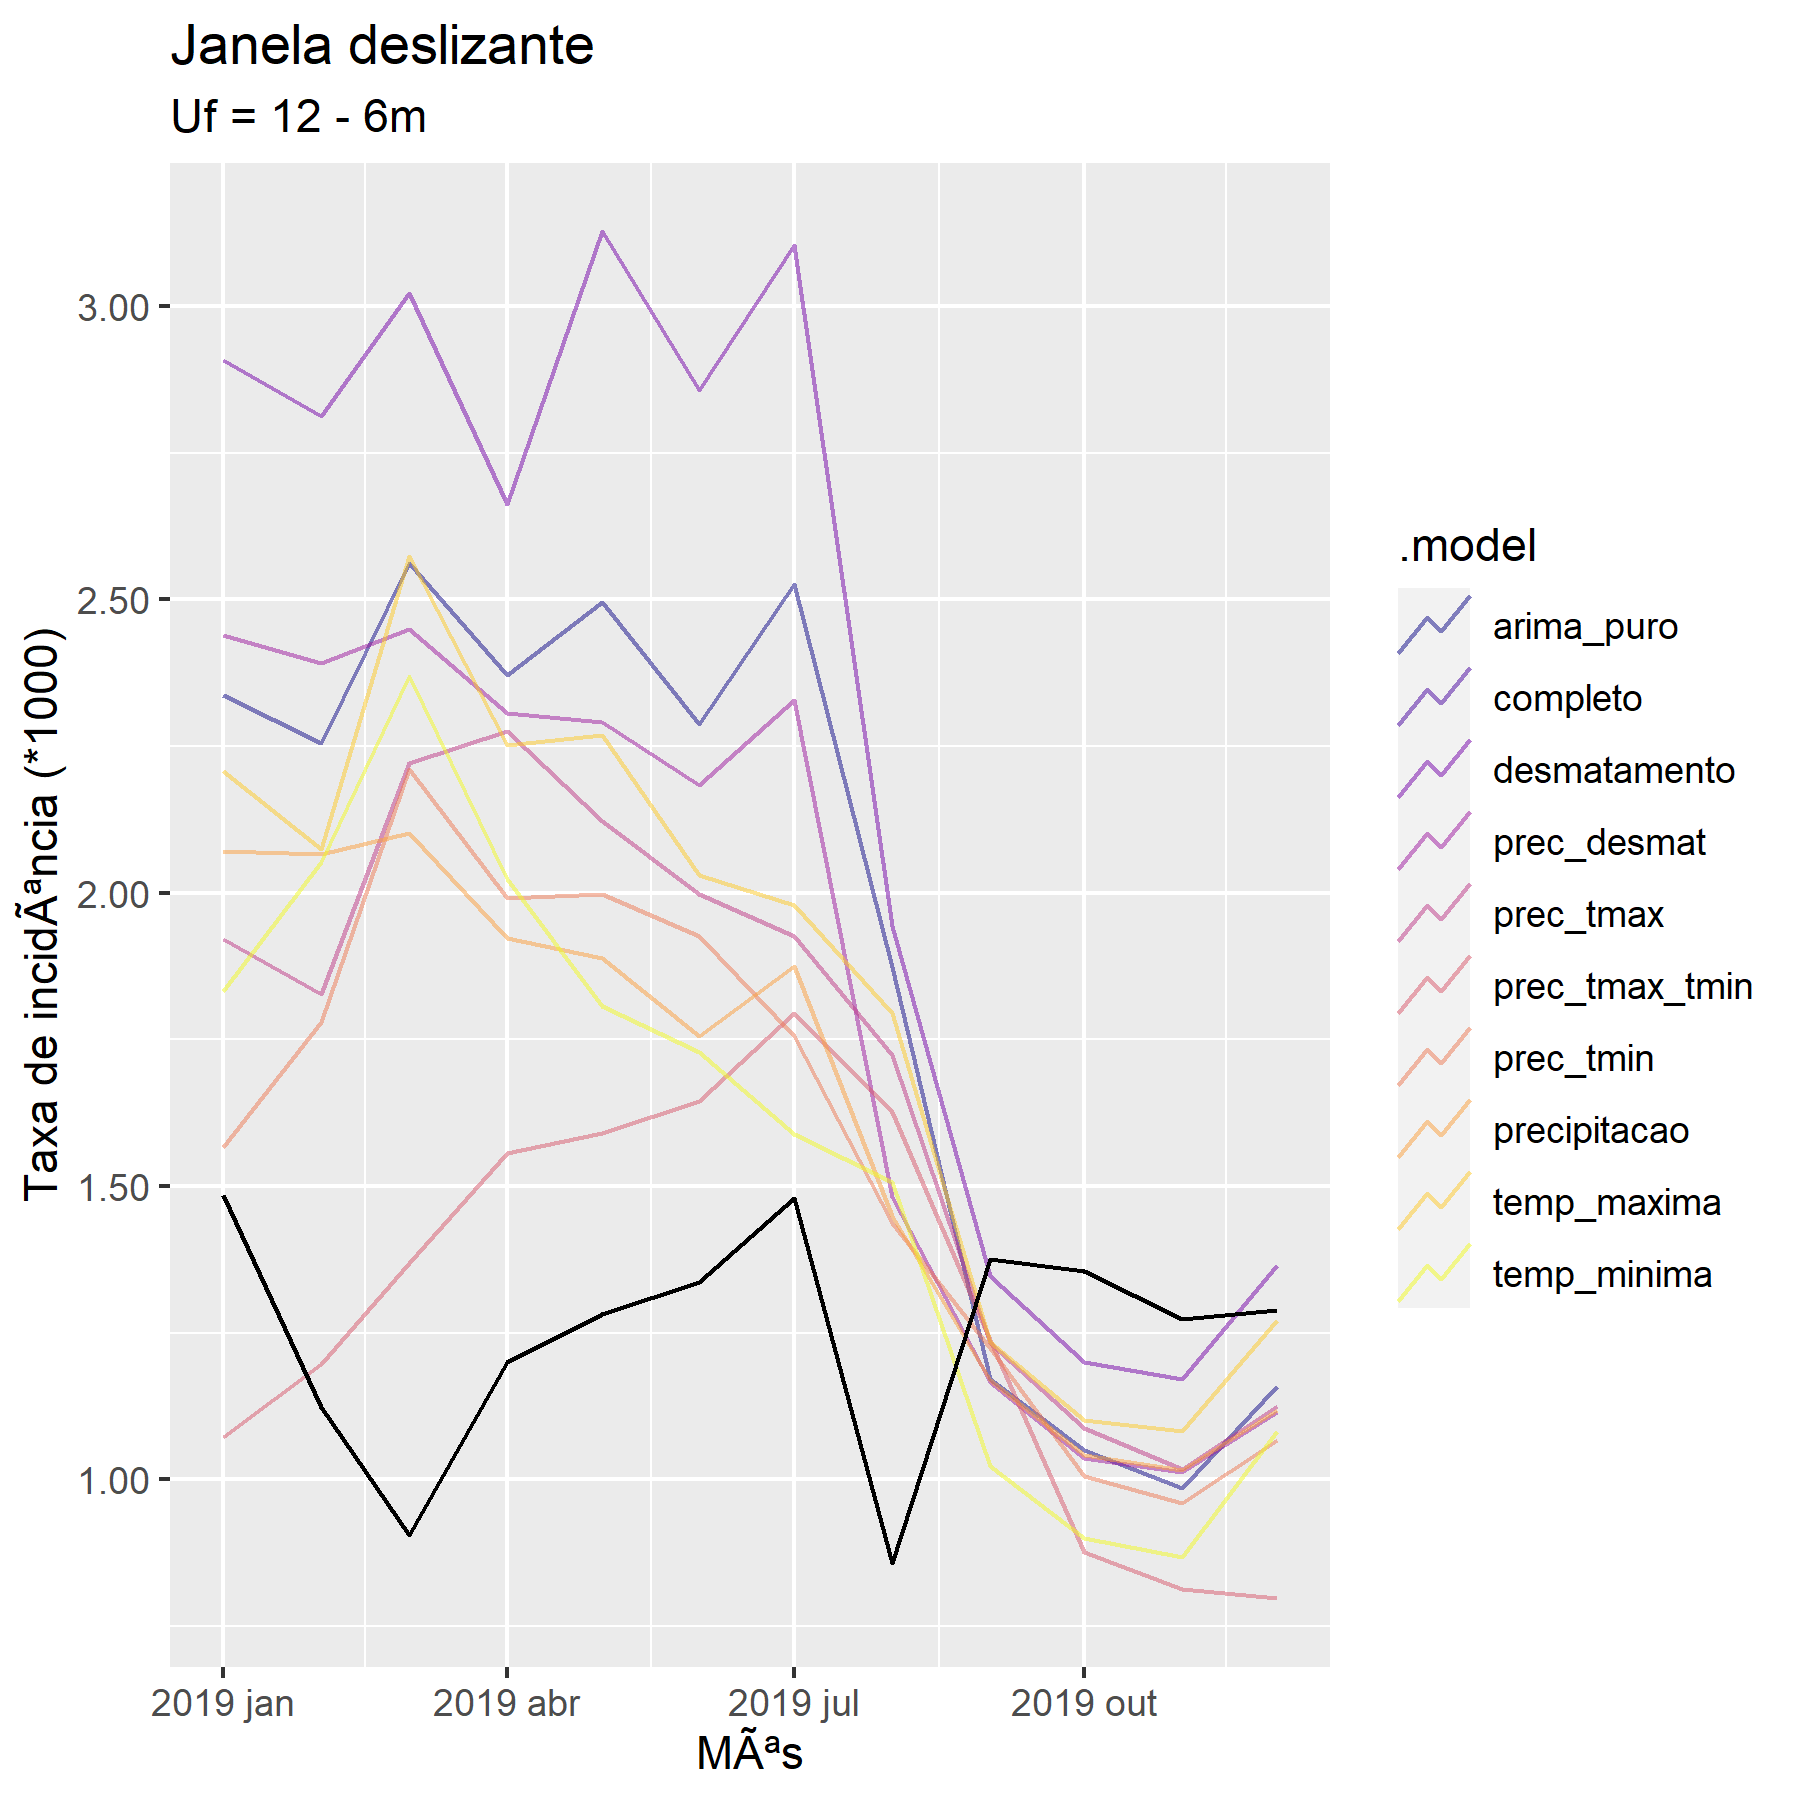 Janela deslizante
Uf = 12 - 6m
Taxa de incidÃªncia (*1000)
3.00
2.50
2.00
1.50
1.00
2019 jan
2019 abr
2019 jul
2019 out
MÃªs
.model
arima_puro
completo
desmatamento
prec_desmat
prec_tmax
prec_tmax_tmin
prec_tmin
precipitacao
temp_maxima
temp_minima